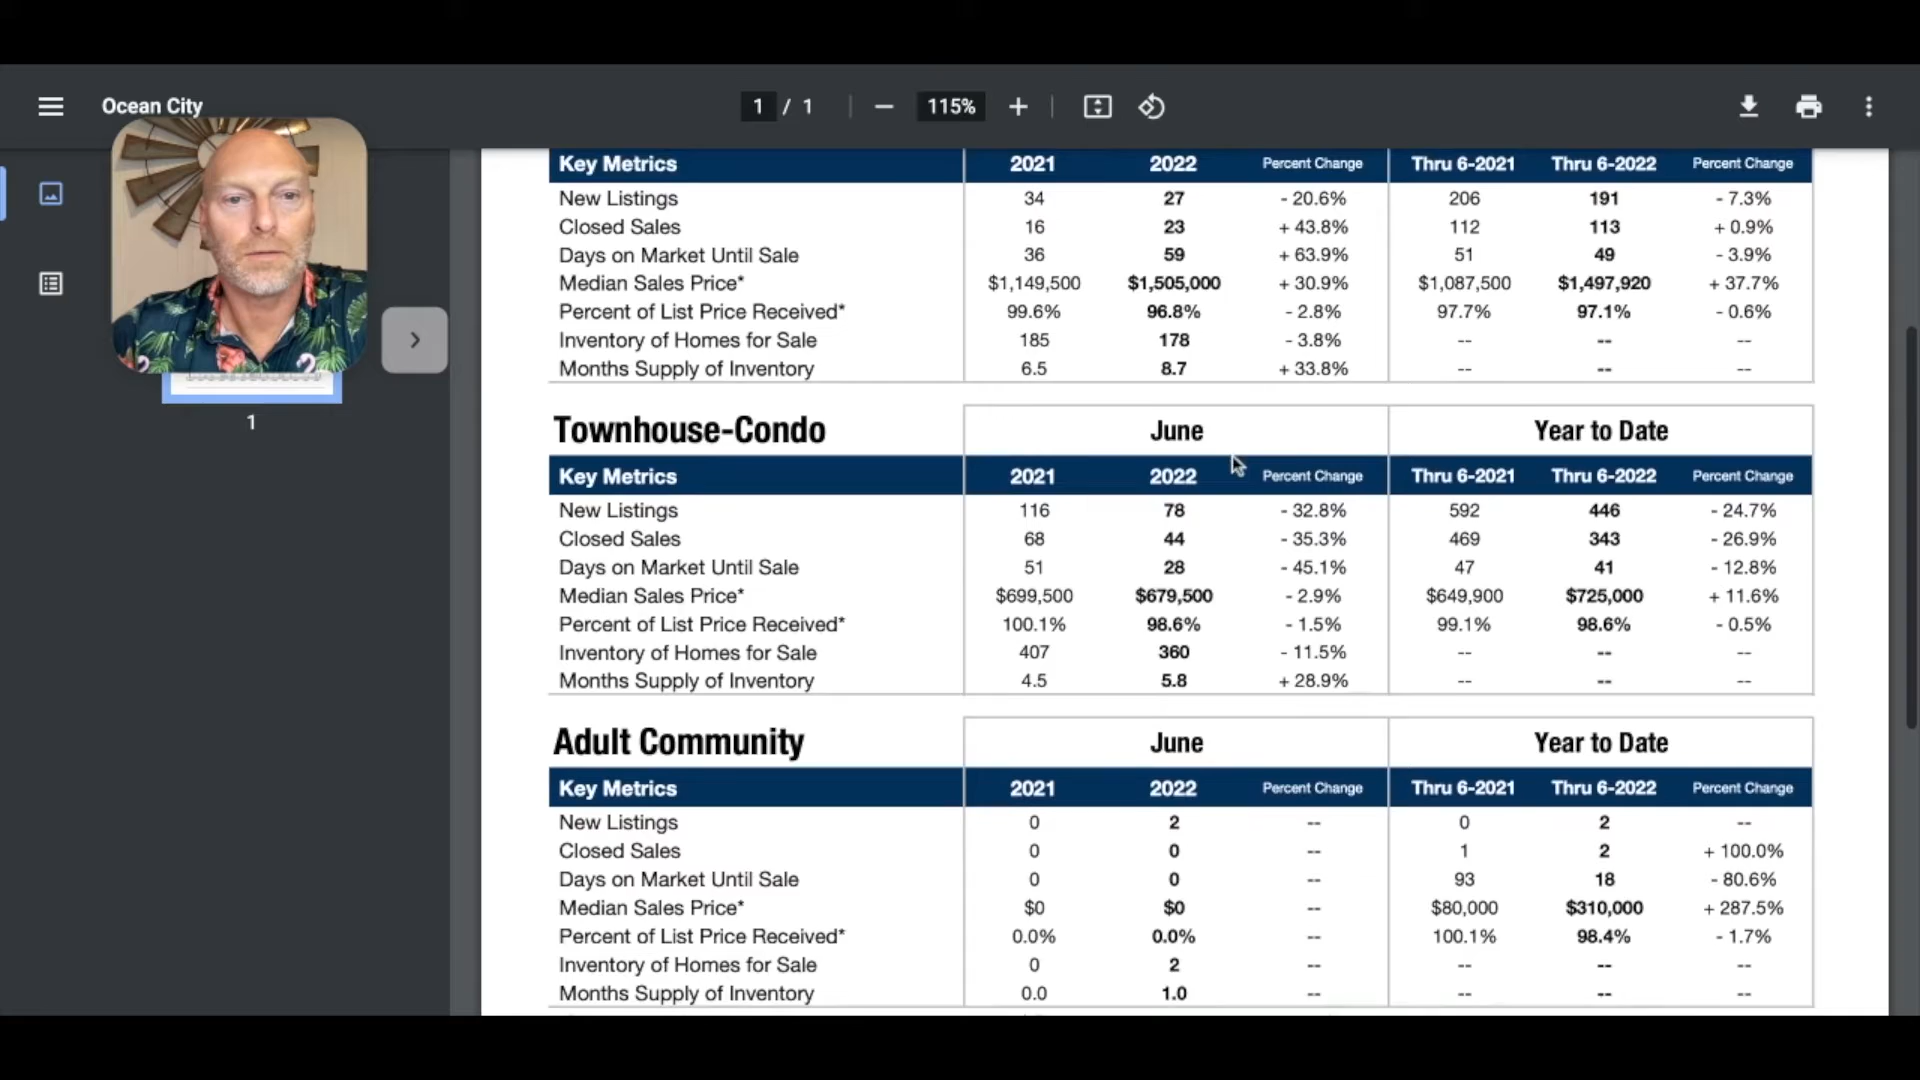 Ocean City
1 / 1
115%
1
Key Metrics 2021 2022 Percent Change Thru 6-2021 Thru 6-2022 Percent Change
New Listings 34 27 - 20.6% 206 191 - 7.3%
Closed Sales 16 23 + 43.8% 112 113 + 0.9%
Days on Market Until Sale 36 59 + 63.9% 51 49 - 3.9%
Median Sales Price* $1,149,500 $1,505,000 + 30.9% $1,087,500 $1,497,920 + 37.7%
Percent of List Price Received* 99.6% 96.8% - 2.8% 97.7% 97.1% - 0.6%
Inventory of Homes for Sale 185 178 - 3.8% -- -- --
Months Supply of Inventory 6.5 8.7 + 33.8% -- -- --
Townhouse-Condo June Year to Date
Key Metrics 2021 2022 Percent Change Thru 6-2021 Thru 6-2022 Percent Change
New Listings 116 78 - 32.8% 592 446 - 24.7%
Closed Sales 68 44 - 35.3% 469 343 - 26.9%
Days on Market Until Sale 51 28 - 45.1% 47 41 - 12.8%
Median Sales Price* $699,500 $679,500 - 2.9% $649,900 $725,000 + 11.6%
Percent of List Price Received* 100.1% 98.6% - 1.5% 99.1% 98.6% - 0.5%
Inventory of Homes for Sale 407 360 - 11.5% -- -- --
Months Supply of Inventory 4.5 5.8 + 28.9% -- -- --
Adult Community June Year to Date
Key Metrics 2021 2022 Percent Change Thru 6-2021 Thru 6-2022 Percent Change
New Listings 0 2 -- 0 2 --
Closed Sales 0 0 -- 1 2 + 100.0%
Days on Market Until Sale 0 0 -- 93 18 - 80.6%
Median Sales Price* $0 $0 -- $80,000 $310,000 + 287.5%
Percent of List Price Received* 0.0% 0.0% -- 100.1% 98.4% - 1.7%
Inventory of Homes for Sale 0 2 -- -- -- --
Months Supply of Inventory 0.0 1.0 -- -- -- --